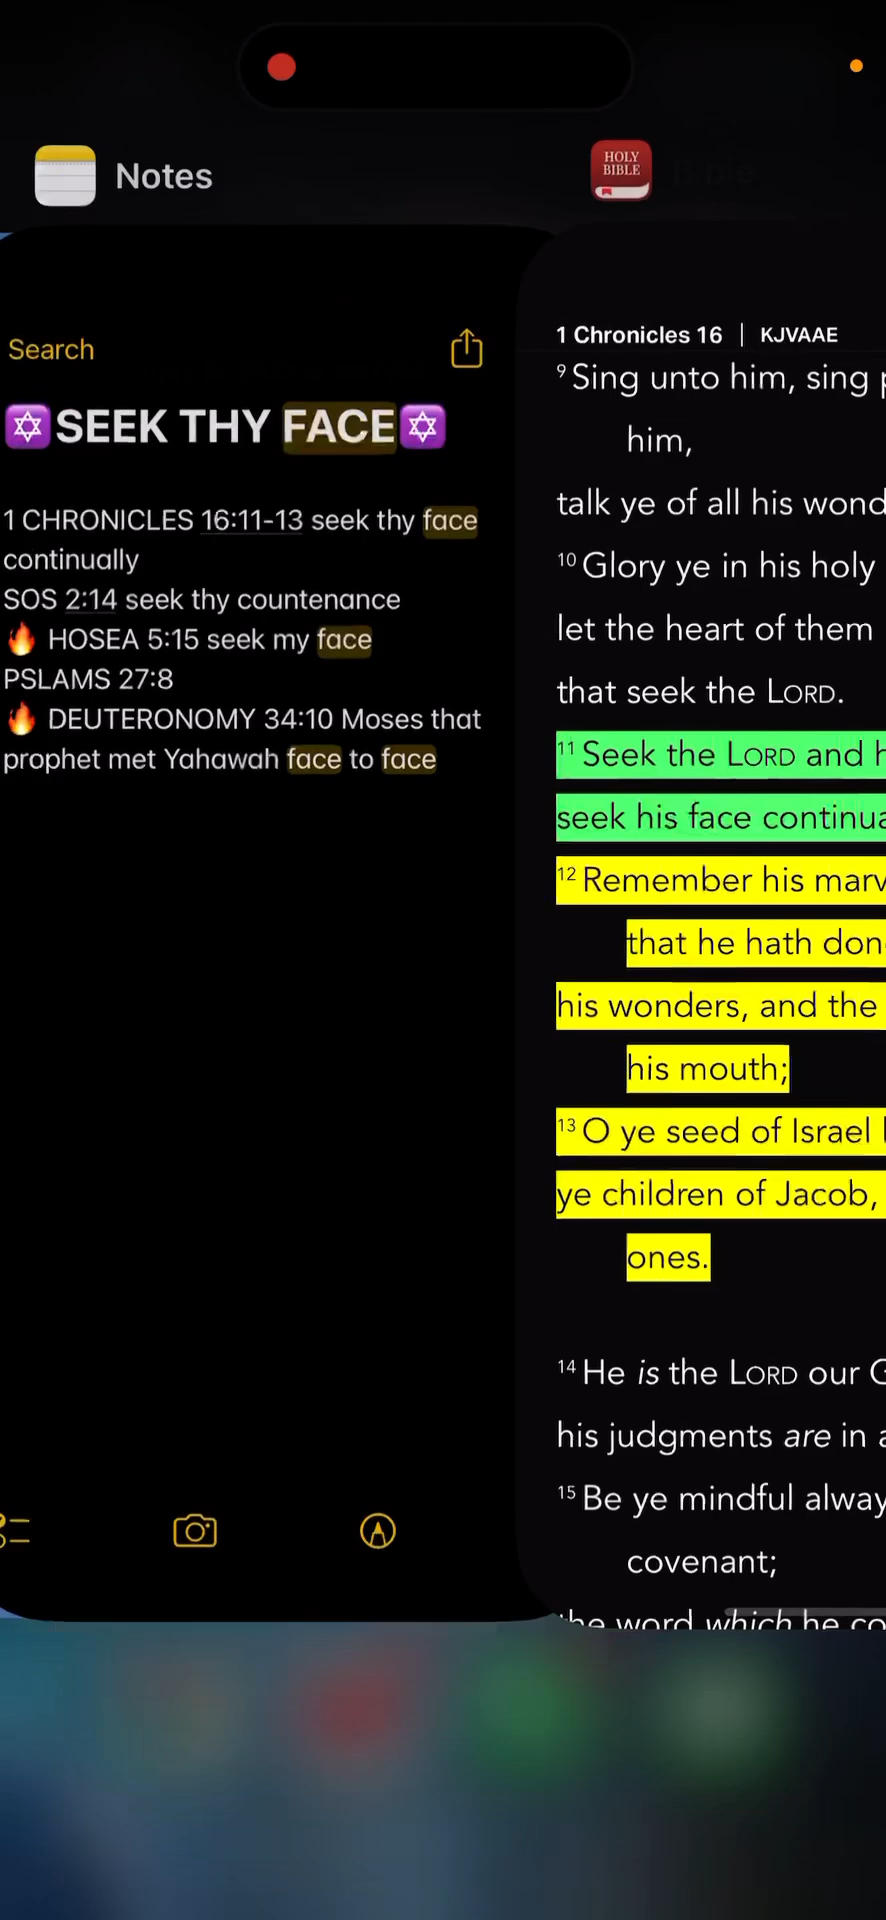 Notes
HOLY
BIBLE
Bible
Search
SEEK THY FACE
1 CHRONICLES 16:11-13 seek thy face
continually
SOS 2:14 seek thy countenance
🔥 HOSEA 5:15 seek my face
PSLAMS 27:8
🔥 DEUTERONOMY 34:10 Moses that
prophet met Yahawah face to face
1 Chronicles 16 | KJVAAE
9 Sing unto him, sing
him,
talk ye of all his
10 Glory ye in his holy
let the heart of them
that seek the LORD.
11 Seek the LORD and
seek his face
12 Remember his
that he hath
his wonders, and the
his mouth;
13 O ye seed of Israel
ye children of Jacob,
ones.
14 He is the LORD our
his judgments are in
15 Be ye mindful
covenant;
the word which he